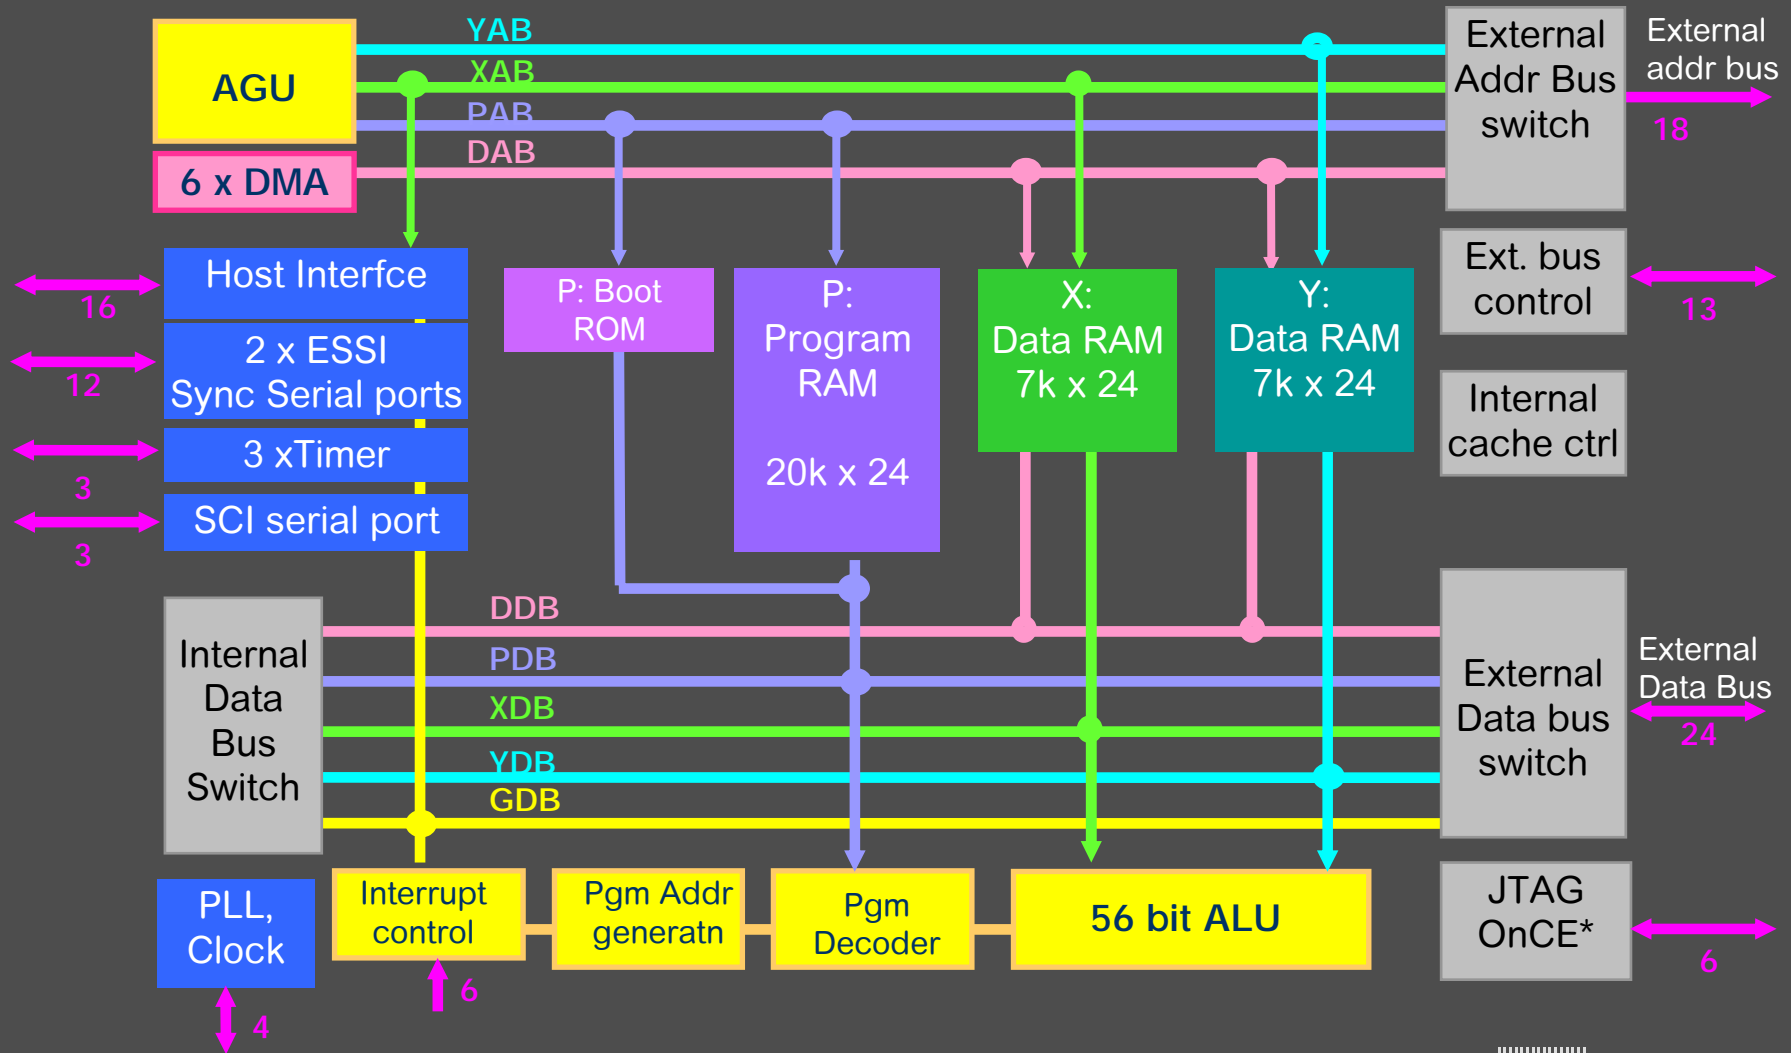 AGU
6 x DMA
YAB
XAB
PAB
DAB
External
Addr Bus
switch
External
addr bus
18
Host Interfce
16
2 x ESSI
Sync Serial ports
12
3 xTimer
3
SCI serial port
3
P: Boot
ROM
P:
Program
RAM
20k x 24
X:
Data RAM
7k x 24
Y:
Data RAM
7k x 24
Ext. bus
control
13
Internal
cache ctrl
Internal
Data
Bus
Switch
DDB
PDB
XDB
YDB
GDB
External
Data bus
switch
External
Data Bus
24
PLL,
Clock
4
Interrupt
control
6
Pgm Addr
generatn
Pgm
Decoder
56 bit ALU
JTAG
OnCE*
6